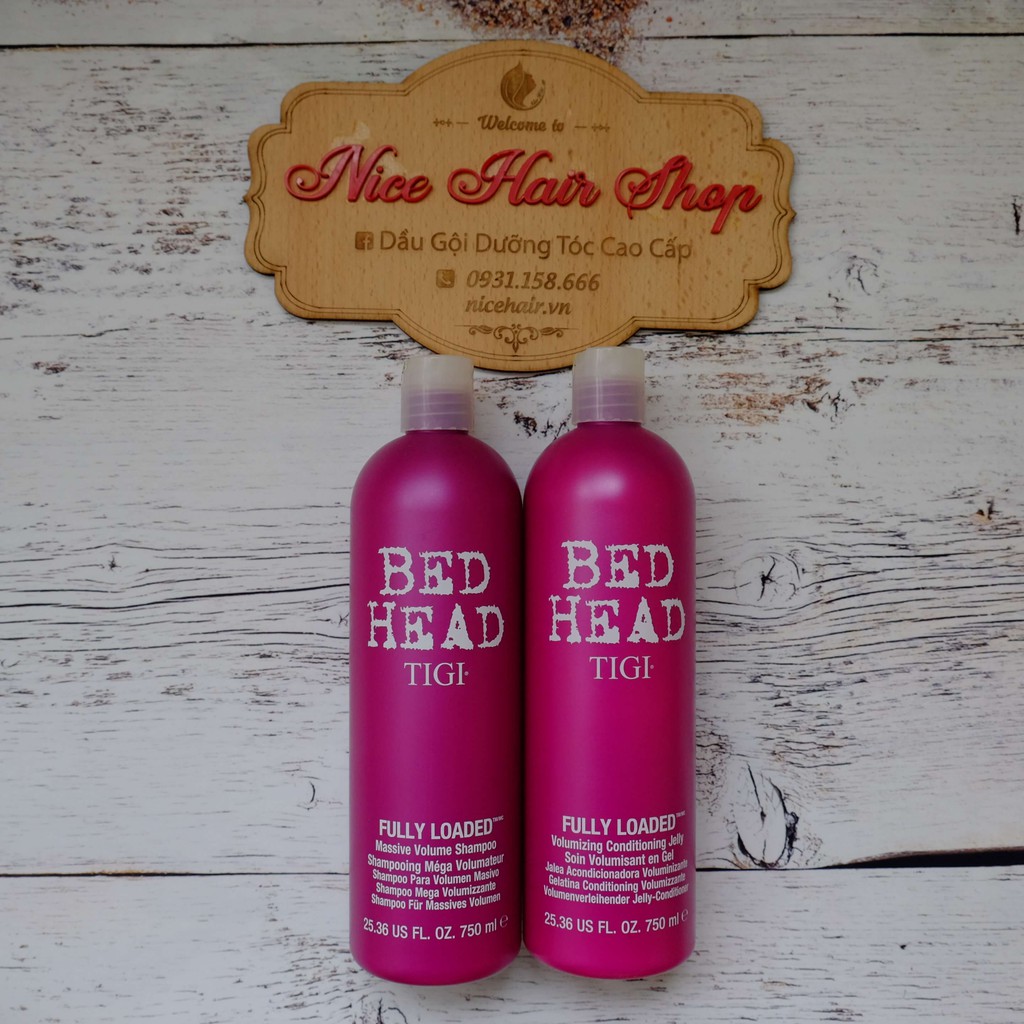 Welcome to
Nice Hair Shop
Dầu Gội Dưỡng Tóc Cao Cấp
0931.158.666
nicehair.vn
BED
HEAD
TIGI
FULLY LOADED
Massive Volume Shampoo
Shampooing Méga Volumateur
Shampoo Para Volumen Masivo
Shampoo Mega Volumizzante
Shampoo Für Massives Volumen
25.36 US FL. OZ. 750 ml ℮
BED
HEAD
TIGI
FULLY LOADED
Volumizing Conditioning Jelly
Soin Volumisant en Gel
Jalea Acondicionadora Voluminizante
Gelatina Conditioning Volumizzante
Volumenverleihender Jelly-Conditioner
25.36 US FL. OZ. 750 ml ℮